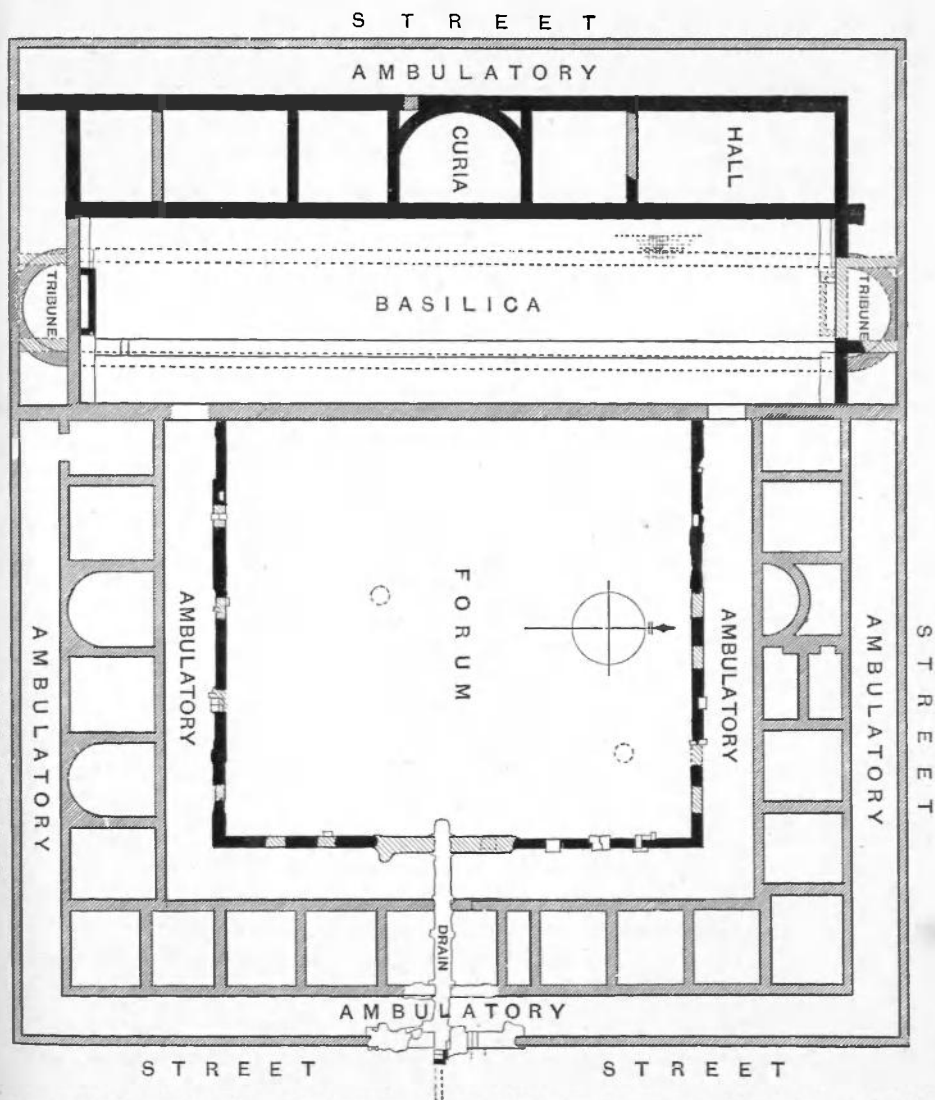 STREET
AMBULATORY
CURIA
HALL
TRIBUNE
BASILICA
TRIBUNE
FORUM
AMBULATORY
AMBULATORY
AMBULATORY
AMBULATORY
STREET
DRAIN
AMBULATORY
STREET
STREET